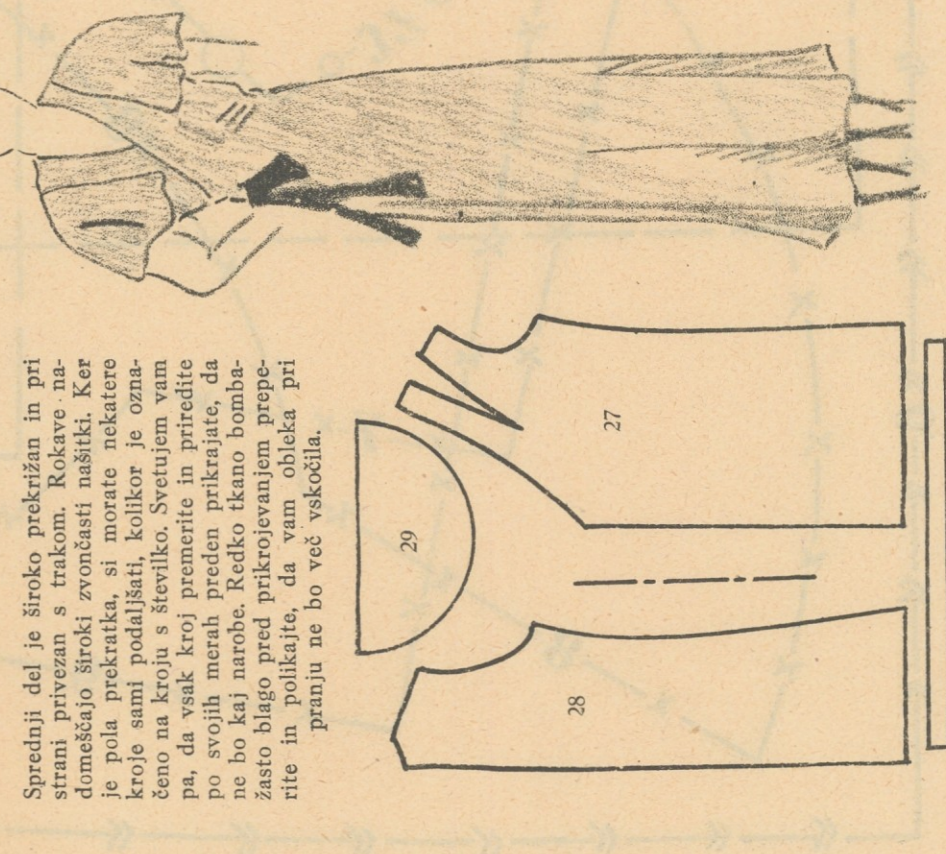 Sprednji del je široko prekrižan in pri
strani privezan s trakom. Rokave na-
domeščajo široki zvončasti našitki. Ker
je pola prekratka, si morate nekatere
kroje sami podaljšati, kolikor je ozna-
čeno na kroju s številko. Svetujem vam
pa, da vsak kroj premerite in priredite
po svojih merah preden prikrajate, da
ne bo kaj narobe. Redko tkano bomba-
žasto blago pred prikrojevanjem prepe-
rite in polikajte, da vam obleka pri
pranju ne bo več vskočila.
29
27
28